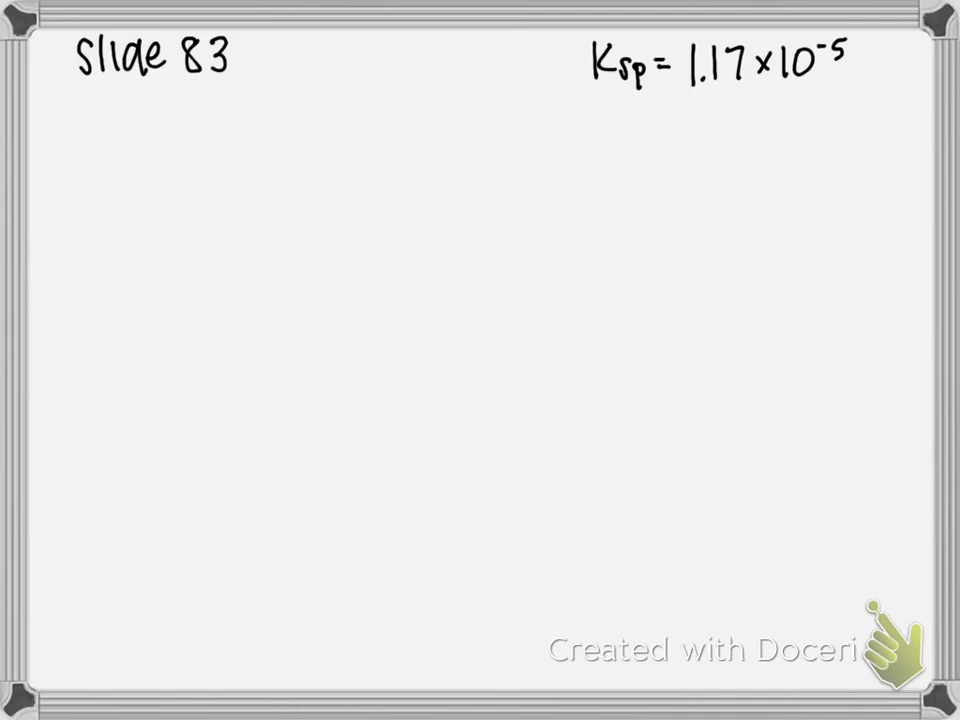 Slide 83
Ksp = 1.17 × 10⁻⁵
Created with Doceri